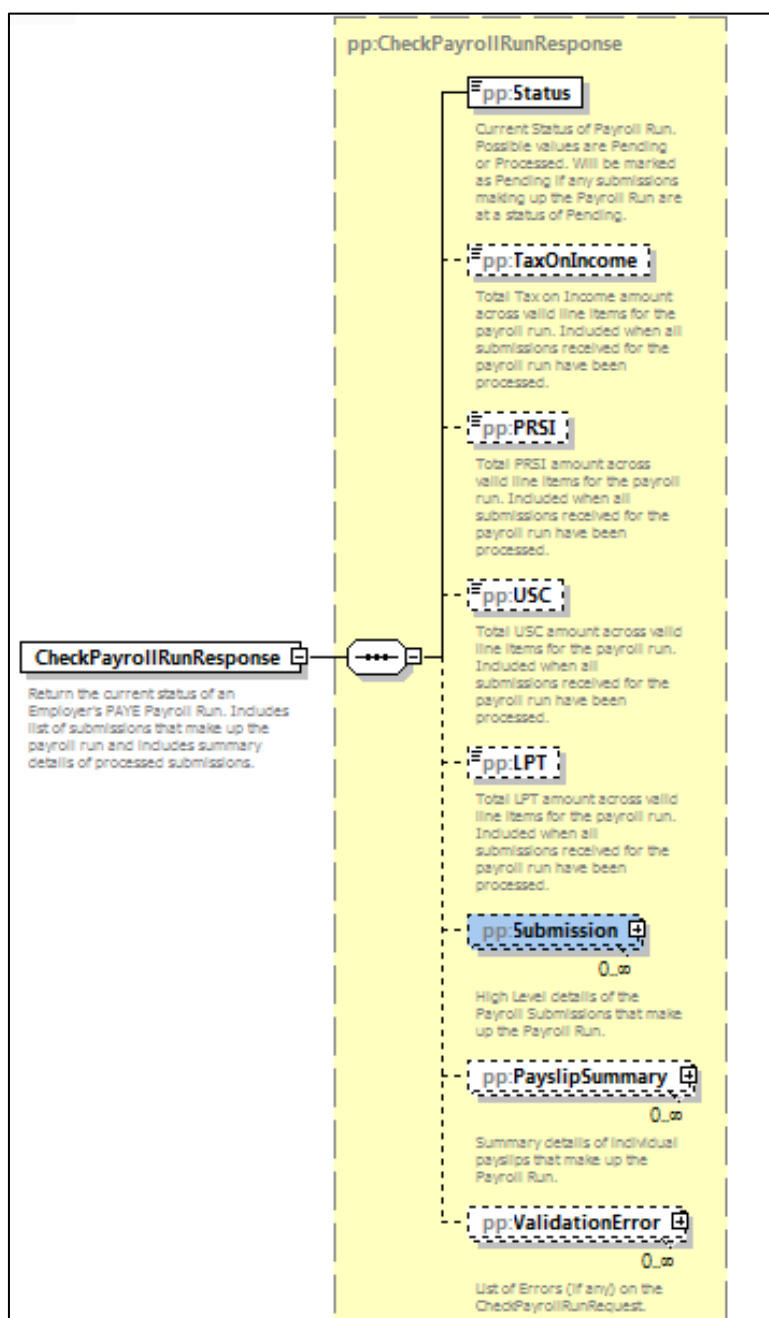 pp:CheckPayrollRunResponse
pp:Status
Current Status of Payroll Run.
Possible values are Pending
or Processed. Will be marked
as Pending if any submissions
making up the Payroll Run are
at a status of Pending.
pp:TaxOnIncome
Total Tax on Income amount
across valid line items for the
payroll run. Included when all
submissions received for the
payroll run have been
processed.
pp:PRSI
Total PRSI amount across
valid line items for the payroll
run. Included when all
submissions received for the
payroll run have been
processed.
pp:USC
Total USC amount across valid
line items for the payroll run.
Included when all
submissions received for the
payroll run have been
processed.
CheckPayrollRunResponse
Return the current status of an
Employer's PAYE Payroll Run. Includes
list of submissions that make up the
payroll run and includes summary
details of processed submissions.
pp:LPT
Total LPT amount across valid
line items for the payroll run.
Included when all
submissions received for the
payroll run have been
processed.
pp:Submission
0..∞
High Level details of the
Payroll Submissions that make
up the Payroll Run.
pp:PayslipSummary
0..∞
Summary details of individual
payslips that make up the
Payroll Run.
pp:ValidationError
0..∞
List of Errors (if any) on the
CheckPayrollRunRequest.